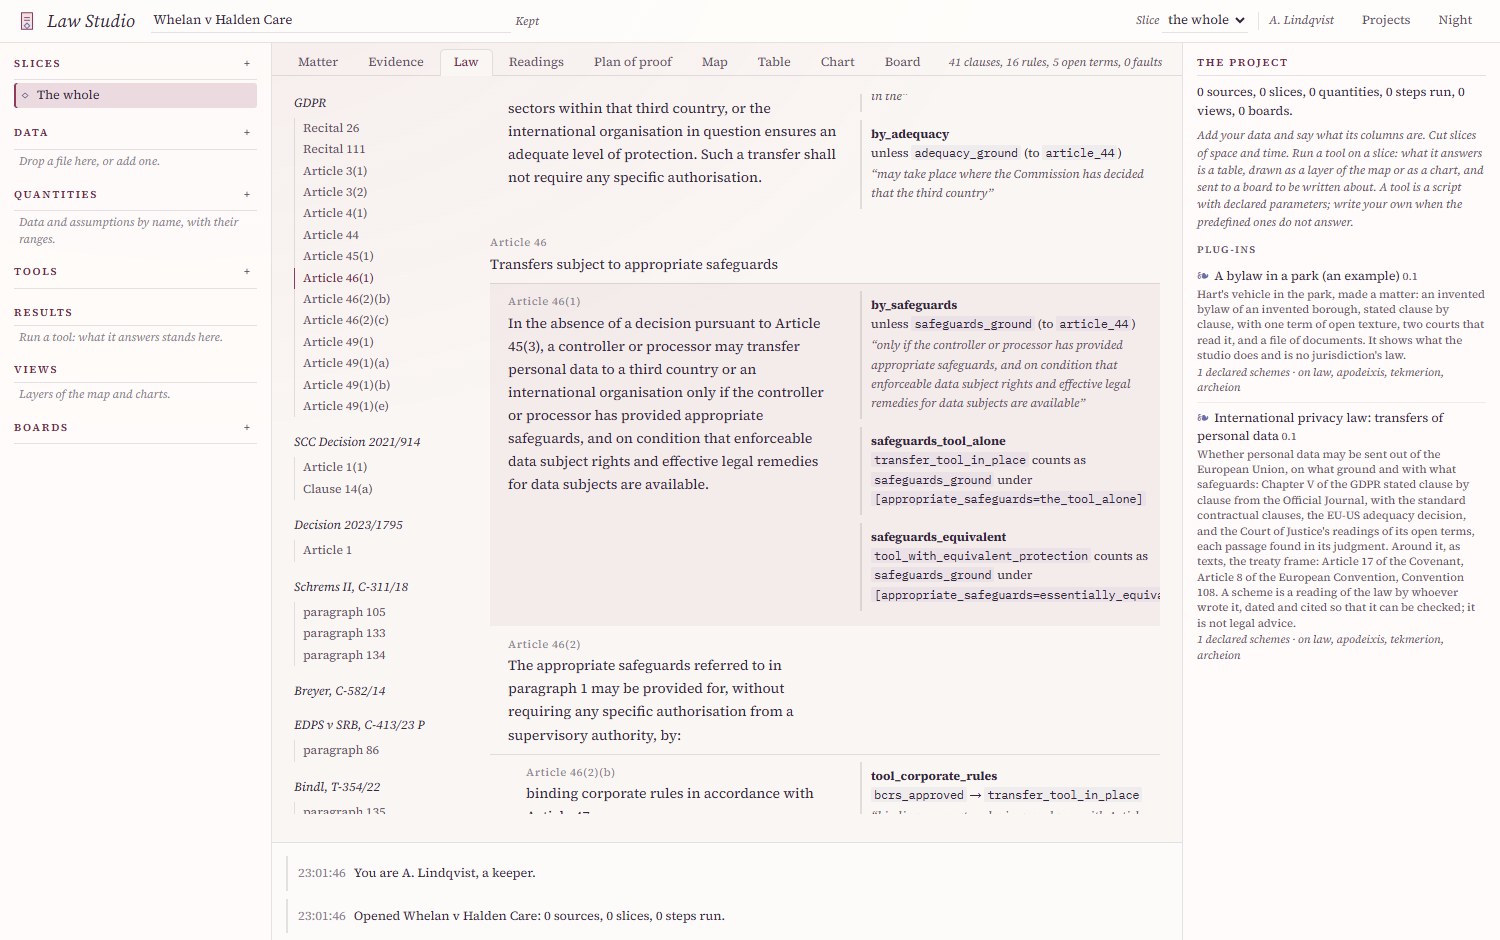 Law Studio
Whelan v Halden Care
Kept
Slice the whole
A. Lindqvist
Projects
Night
SLICES +
The whole
DATA +
Drop a file here, or add one.
QUANTITIES +
Data and assumptions by name, with their
ranges.
TOOLS +
RESULTS
Run a tool: what it answers stands here.
VIEWS
Layers of the map and charts.
BOARDS +
Matter
Evidence
Law
Readings
Plan of proof
Map
Table
Chart
Board
41 clauses, 16 rules, 5 open terms, 0 faults
GDPR
Recital 26
Recital 111
Article 3(1)
Article 3(2)
Article 4(1)
Article 44
Article 45(1)
Article 46(1)
Article 46(2)(b)
Article 46(2)(c)
Article 49(1)
Article 49(1)(a)
Article 49(1)(b)
Article 49(1)(e)
SCC Decision 2021/914
Article 1(1)
Clause 14(a)
Decision 2023/1795
Article 1
Schrems II, C-311/18
paragraph 105
paragraph 133
paragraph 134
Breyer, C-582/14
EDPS v SRB, C-413/23 P
paragraph 86
Bindl, T-354/22
paragraph 135
sectors within that third country, or the
international organisation in question ensures an
adequate level of protection. Such a transfer shall
not require any specific authorisation.
in the”
by_adequacy
unless adequacy_ground (to article_44)
“may take place where the Commission has decided
that the third country”
Article 46
Transfers subject to appropriate safeguards
Article 46(1)
In the absence of a decision pursuant to Article
45(3), a controller or processor may transfer
personal data to a third country or an
international organisation only if the controller
or processor has provided appropriate
safeguards, and on condition that enforceable
data subject rights and effective legal remedies
for data subjects are available.
by_safeguards
unless safeguards_ground (to article_44)
“only if the controller or processor has provided
appropriate safeguards, and on condition that
enforceable data subject rights and effective legal
remedies for data subjects are available”
safeguards_tool_alone
transfer_tool_in_place counts as
safeguards_ground under
[appropriate_safeguards=the_tool_alone]
safeguards_equivalent
tool_with_equivalent_protection counts as
safeguards_ground under
[appropriate_safeguards=essentially_equiva
Article 46(2)
The appropriate safeguards referred to in
paragraph 1 may be provided for, without
requiring any specific authorisation from a
supervisory authority, by:
Article 46(2)(b)
binding corporate rules in accordance with
tool_corporate_rules
bcrs_approved → transfer_tool_in_place
23:01:46 You are A. Lindqvist, a keeper.
23:01:46 Opened Whelan v Halden Care: 0 sources, 0 slices, 0 steps run.
THE PROJECT
0 sources, 0 slices, 0 quantities, 0 steps run, 0
views, 0 boards.
Add your data and say what its columns are. Cut slices
of space and time. Run a tool on a slice: what it answers
is a table, drawn as a layer of the map or as a chart, and
sent to a board to be written about. A tool is a script
with declared parameters; write your own when the
predefined ones do not answer.
PLUG-INS
A bylaw in a park (an example) 0.1
Hart's vehicle in the park, made a matter: an invented
bylaw of an invented borough, stated clause by
clause, with one term of open texture, two courts that
read it, and a file of documents. It shows what the
studio does and is no jurisdiction's law.
1 declared schemes · on law, apodeixis, tekmerion,
archeion
International privacy law: transfers of
personal data 0.1
Whether personal data may be sent out of the
European Union, on what ground and with what
safeguards: Chapter V of the GDPR stated clause by
clause from the Official Journal, with the standard
contractual clauses, the EU-US adequacy decision,
and the Court of Justice's readings of its open terms,
each passage found in its judgment. Around it, as
texts, the treaty frame: Article 17 of the Covenant,
Article 8 of the European Convention, Convention
108. A scheme is a reading of the law by whoever
wrote it, dated and cited so that it can be checked; it
is not legal advice.
1 declared schemes · on law, apodeixis, tekmerion,
archeion